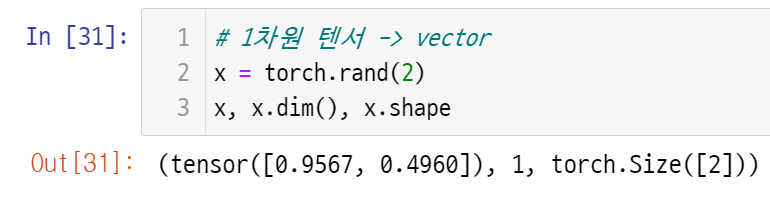 In [31]:
1 # 1차원 텐서 -> vector
2 x = torch.rand(2)
3 x, x.dim(), x.shape
Out[31]: (tensor([0.9567, 0.4960]), 1, torch.Size([2]))